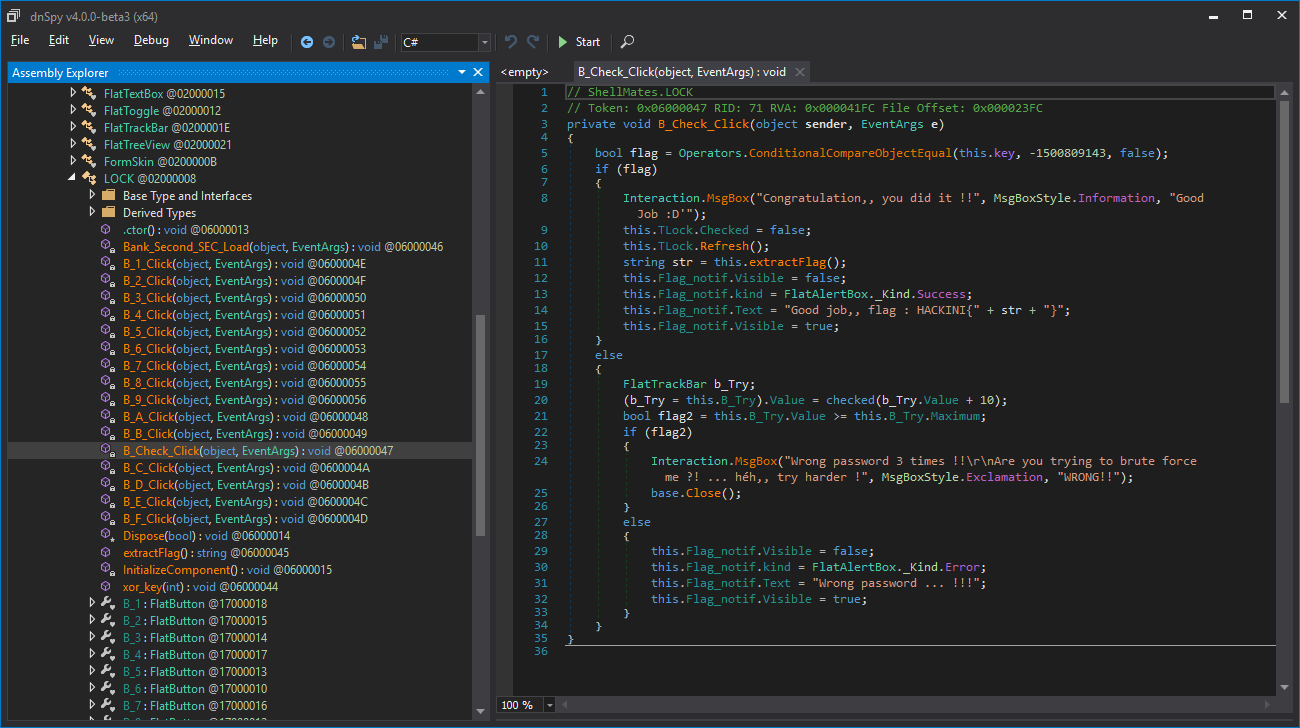 dnSpy v4.0.0-beta3 (x64)
File Edit View Debug Window Help C# Start
Assembly Explorer
FlatTextBox @02000015
FlatToggle @02000012
FlatTrackBar @0200001E
FlatTreeView @02000021
FormSkin @0200000B
LOCK @02000008
Base Type and Interfaces
Derived Types
.ctor() : void @06000013
Bank_Second_SEC_Load(object, EventArgs) : void @06000046
B_1_Click(object, EventArgs) : void @0600004E
B_2_Click(object, EventArgs) : void @0600004F
B_3_Click(object, EventArgs) : void @06000050
B_4_Click(object, EventArgs) : void @06000051
B_5_Click(object, EventArgs) : void @06000052
B_6_Click(object, EventArgs) : void @06000053
B_7_Click(object, EventArgs) : void @06000054
B_8_Click(object, EventArgs) : void @06000055
B_9_Click(object, EventArgs) : void @06000056
B_A_Click(object, EventArgs) : void @06000048
B_B_Click(object, EventArgs) : void @06000049
B_Check_Click(object, EventArgs) : void @06000047
B_C_Click(object, EventArgs) : void @0600004A
B_D_Click(object, EventArgs) : void @0600004B
B_E_Click(object, EventArgs) : void @0600004C
B_F_Click(object, EventArgs) : void @0600004D
Dispose(bool) : void @06000014
extractFlag() : string @06000045
InitializeComponent() : void @06000015
xor_key(int) : void @06000044
B_1 : FlatButton @17000018
B_2 : FlatButton @17000015
B_3 : FlatButton @17000014
B_4 : FlatButton @17000017
B_5 : FlatButton @17000013
B_6 : FlatButton @17000010
B_7 : FlatButton @17000016
<empty> B_Check_Click(object, EventArgs) : void
1 // ShellMates.LOCK
2 // Token: 0x06000047 RID: 71 RVA: 0x000041FC File Offset: 0x000023FC
3 private void B_Check_Click(object sender, EventArgs e)
4 {
5 bool flag = Operators.ConditionalCompareObjectEqual(this.key, -1500809143, false);
6 if (flag)
7 {
8 Interaction.MsgBox("Congratulation,, you did it !!", MsgBoxStyle.Information, "Good
Job :D'");
9 this.TLock.Checked = false;
10 this.TLock.Refresh();
11 string str = this.extractFlag();
12 this.Flag_notif.Visible = false;
13 this.Flag_notif.kind = FlatAlertBox._Kind.Success;
14 this.Flag_notif.Text = "Good job,, flag : HACKINI{" + str + "}";
15 this.Flag_notif.Visible = true;
16 }
17 else
18 {
19 FlatTrackBar b_Try;
20 (b_Try = this.B_Try).Value = checked(b_Try.Value + 10);
21 bool flag2 = this.B_Try.Value >= this.B_Try.Maximum;
22 if (flag2)
23 {
24 Interaction.MsgBox("Wrong password 3 times !!\r\nAre you trying to brute force
me ?! ... héh,, try harder !", MsgBoxStyle.Exclamation, "WRONG!!");
25 base.Close();
26 }
27 else
28 {
29 this.Flag_notif.Visible = false;
30 this.Flag_notif.kind = FlatAlertBox._Kind.Error;
31 this.Flag_notif.Text = "Wrong password ... !!!";
32 this.Flag_notif.Visible = true;
33 }
34 }
35 }
36
100 %